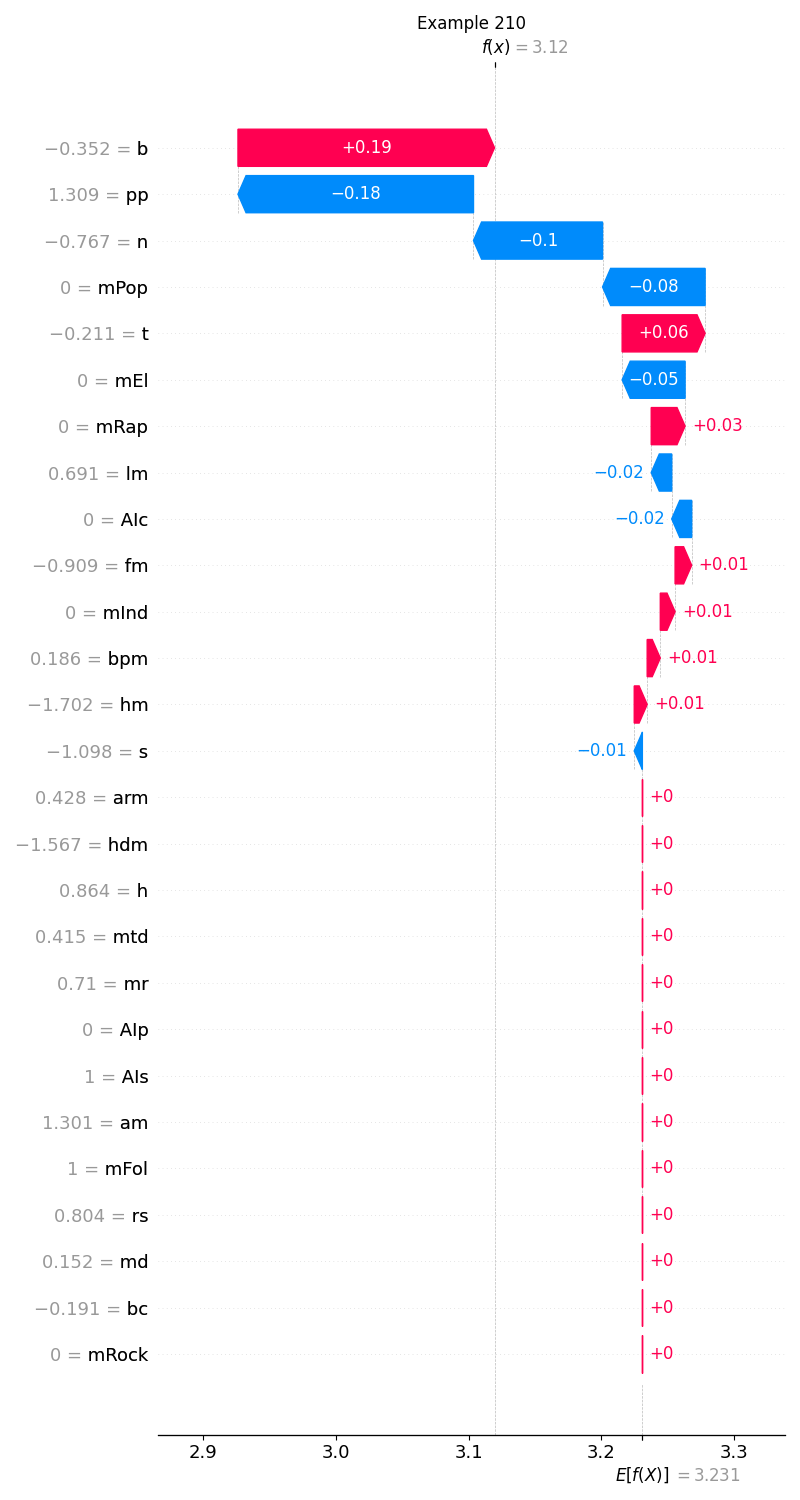 Example 210
f(x) = 3.12
−0.352 = b +0.19
1.309 = pp −0.18
−0.767 = n −0.1
0 = mPop −0.08
−0.211 = t +0.06
0 = mEl −0.05
0 = mRap +0.03
0.691 = lm −0.02
0 = AIc −0.02
−0.909 = fm +0.01
0 = mInd +0.01
0.186 = bpm +0.01
−1.702 = hm +0.01
−1.098 = s −0.01
0.428 = arm +0
−1.567 = hdm +0
0.864 = h +0
0.415 = mtd +0
0.71 = mr +0
0 = AIp +0
1 = AIs +0
1.301 = am +0
1 = mFol +0
0.804 = rs +0
0.152 = md +0
−0.191 = bc +0
0 = mRock +0
2.9 3.0 3.1 3.2 3.3
E[f(X)] = 3.231